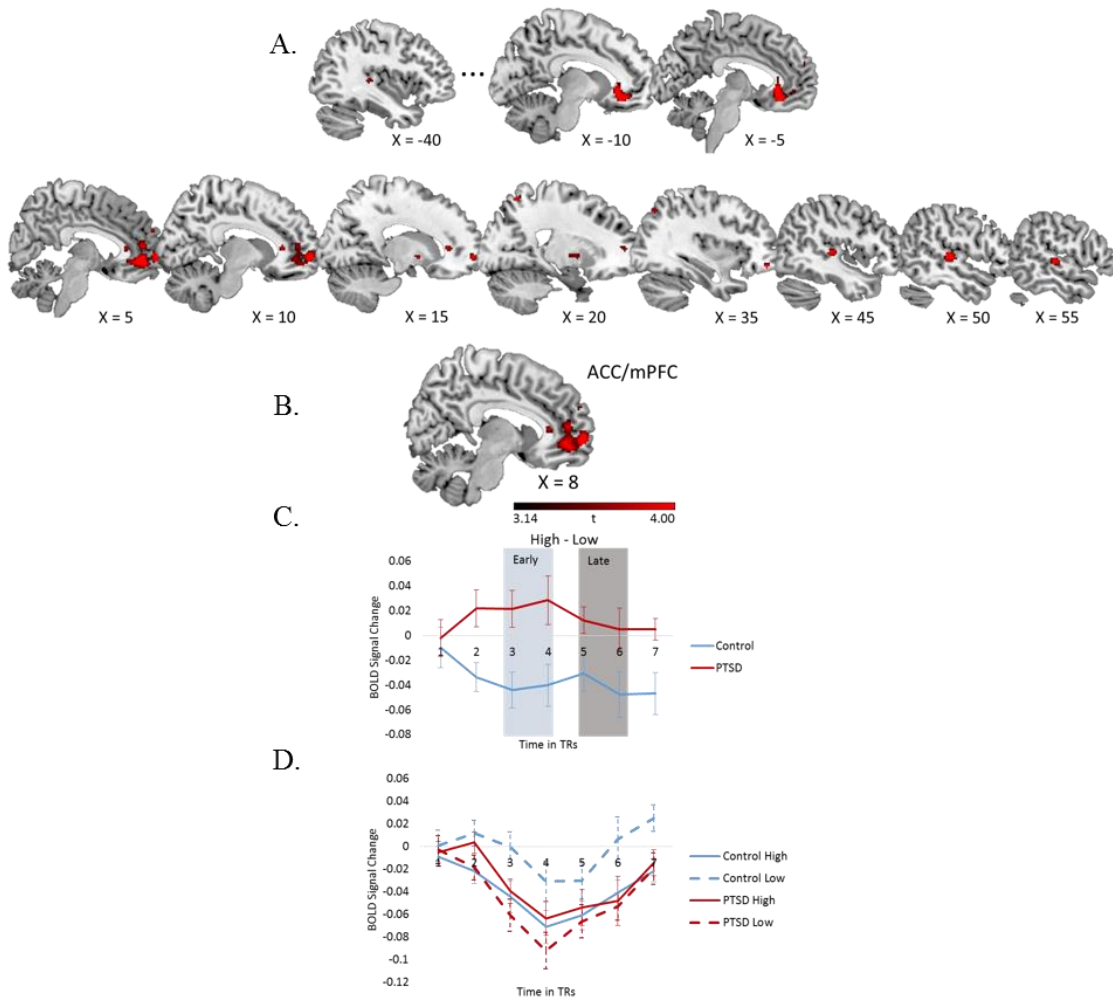 A.
...
X = -40
X = -10
X = -5
X = 5
X = 10
X = 15
X = 20
X = 35
X = 45
X = 50
X = 55
B.
ACC/mPFC
X = 8
3.14 t 4.00
C.
High - Low
Early
Late
BOLD Signal Change
0.06
0.04
0.02
0
-0.02
-0.04
-0.06
-0.08
1 2 3 4 5 6 7
Time in TRs
Control
PTSD
D.
BOLD Signal Change
0.06
0.04
0.02
0
-0.02
-0.04
-0.06
-0.08
-0.1
-0.12
1 2 3 4 5 6 7
Time in TRs
Control High
Control Low
PTSD High
PTSD Low